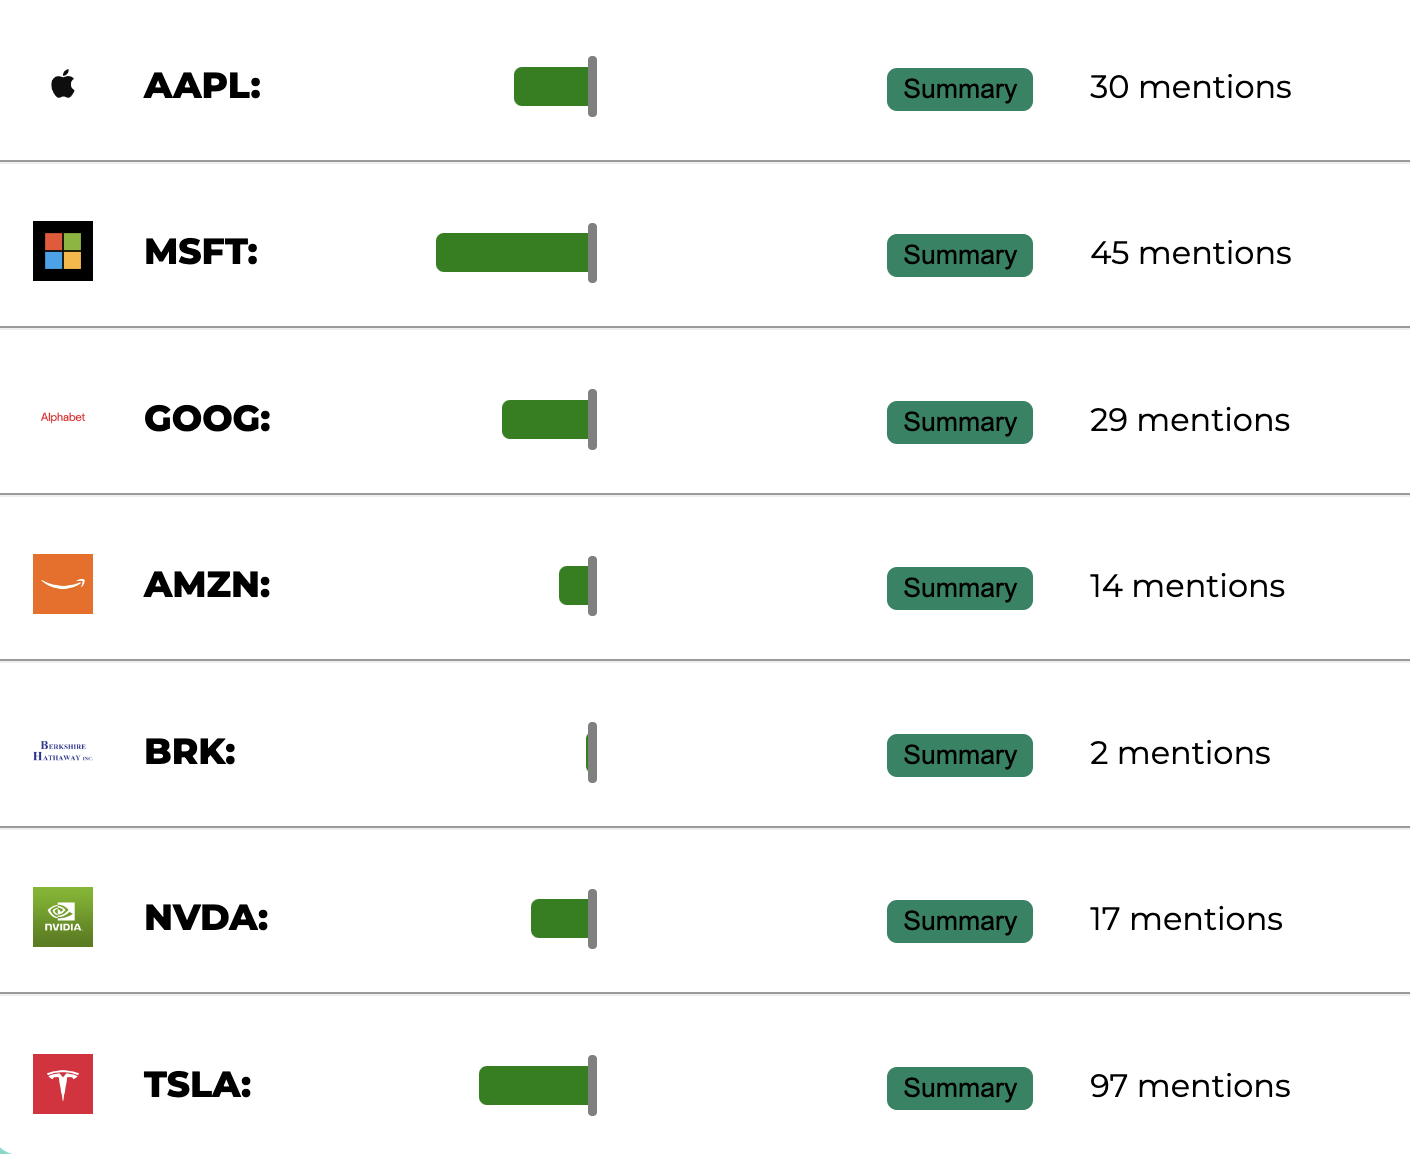 AAPL: Summary 30 mentions
MSFT: Summary 45 mentions
Alphabet GOOG: Summary 29 mentions
AMZN: Summary 14 mentions
BERKSHIRE
HATHAWAY INC.
BRK: Summary 2 mentions
NVIDIA NVDA: Summary 17 mentions
TSLA: Summary 97 mentions